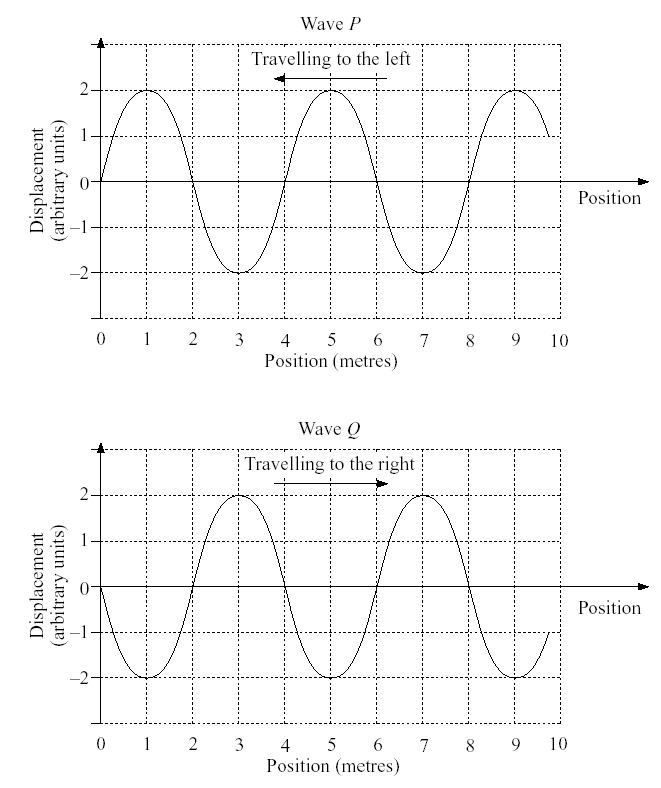 Wave P
Travelling to the left
Displacement
(arbitrary units)
2
1
0
–1
–2
Position
0 1 2 3 4 5 6 7 8 9 10
Position (metres)
Wave Q
Travelling to the right
Displacement
(arbitrary units)
2
1
0
–1
–2
Position
0 1 2 3 4 5 6 7 8 9 10
Position (metres)